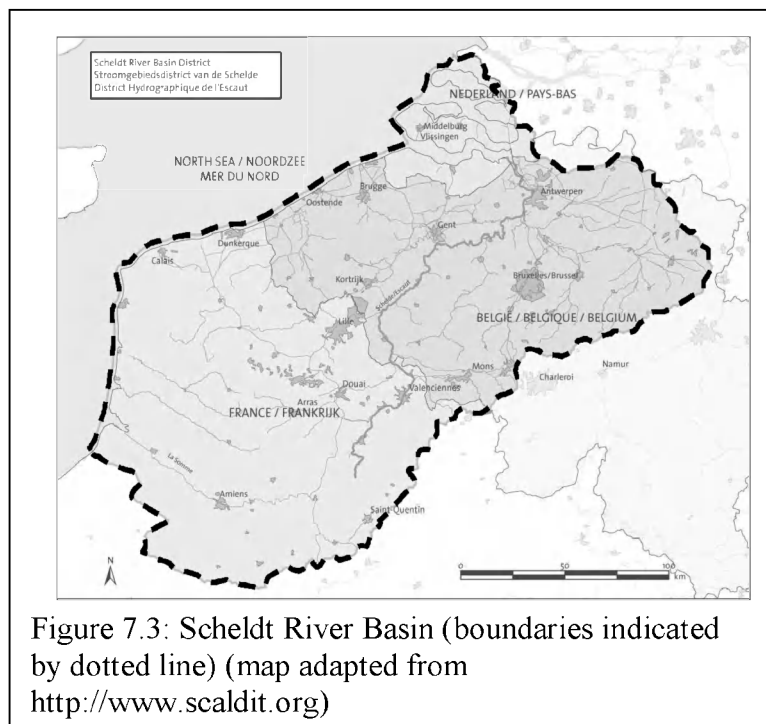 Scheldt River Basin District
Stroomgebiedsdistrict van de Schelde
District Hydrographique de l'Escaut
NEDERLAND / PAYS-BAS
Middelburg
Vlissingen
NORTH SEA / NOORDZEE
MER DU NORD
Antwerpen
Brugge
Oostende
Gent
Dunkerque
Calais
Kortrijk
Bruxelles/Brussel
Schelde/Escaut
Lille
BELGIË / BELGIQUE / BELGIUM
Mons
Namur
Charleroi
Douai
Valenciennes
Arras
FRANCE / FRANKRIJK
La Somme
Amiens
Saint-Quentin
N
0 50 100
km
Figure 7.3: Scheldt River Basin (boundaries indicated
by dotted line) (map adapted from
http://www.scaldit.org)